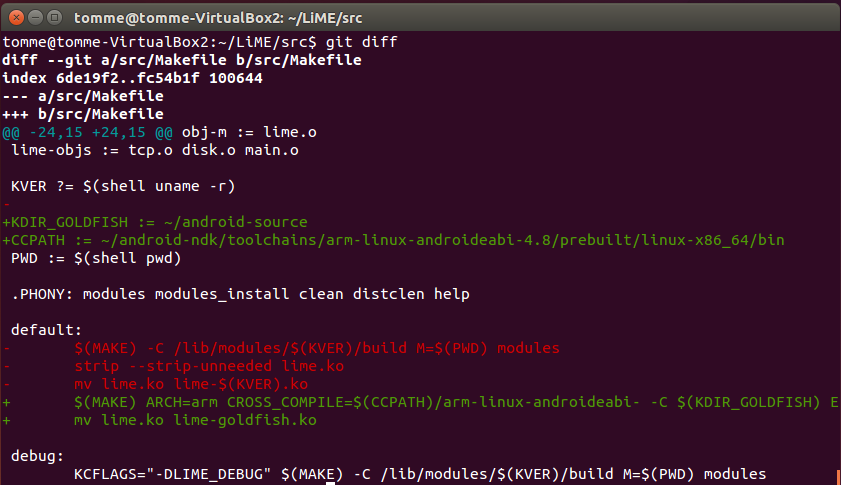 tomme@tomme-VirtualBox2: ~/LiME/src
tomme@tomme-VirtualBox2:~/LiME/src$ git diff
diff --git a/src/Makefile b/src/Makefile
index 6de19f2..fc54b1f 100644
--- a/src/Makefile
+++ b/src/Makefile
@@ -24,15 +24,15 @@ obj-m := lime.o
 lime-objs := tcp.o disk.o main.o
 KVER ?= $(shell uname -r)
-
+KDIR_GOLDFISH := ~/android-source
+CCPATH := ~/android-ndk/toolchains/arm-linux-androideabi-4.8/prebuilt/linux-x86_64/bin
 PWD := $(shell pwd)
 .PHONY: modules modules_install clean distclen help
 default:
-       $(MAKE) -C /lib/modules/$(KVER)/build M=$(PWD) modules
-       strip --strip-unneeded lime.ko
-       mv lime.ko lime-$(KVER).ko
+       $(MAKE) ARCH=arm CROSS_COMPILE=$(CCPATH)/arm-linux-androideabi- -C $(KDIR_GOLDFISH) E
+       mv lime.ko lime-goldfish.ko
 debug:
        KCFLAGS="-DLIME_DEBUG" $(MAKE) -C /lib/modules/$(KVER)/build M=$(PWD) modules